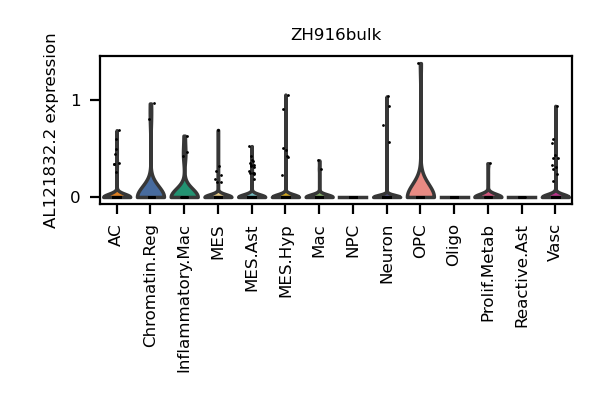 ZH916bulk
AL121832.2 expression
1
0
AC
Chromatin.Reg
Inflammatory.Mac
MES
MES.Ast
MES.Hyp
Mac
NPC
Neuron
OPC
Oligo
Prolif.Metab
Reactive.Ast
Vasc